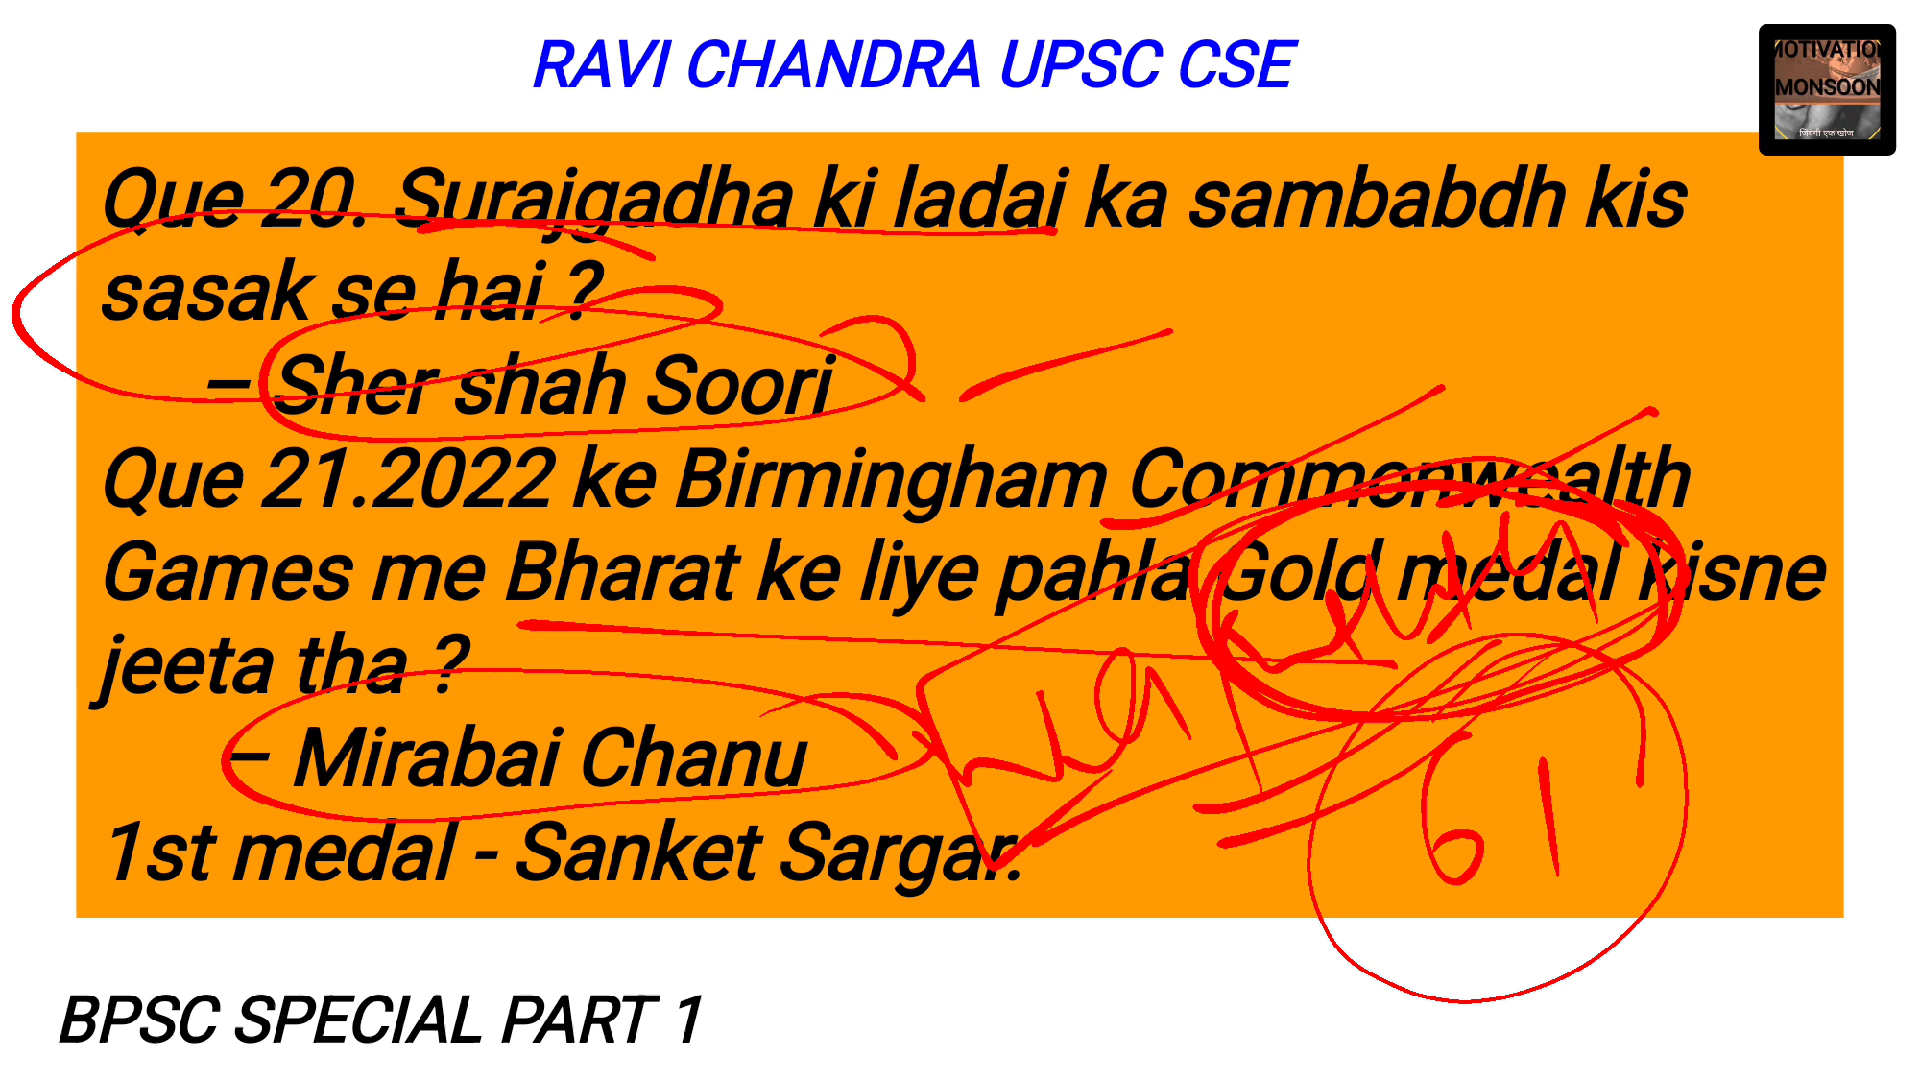 RAVI CHANDRA UPSC CSE
MOTIVATION
MONSOON
जिंदगी एक खोज
Que 20. Surajgadha ki ladai ka sambabdh kis
sasak se hai ?
– Sher shah Soori
Que 21.2022 ke Birmingham Commonwealth
Games me Bharat ke liye pahla Gold medal kisne
jeeta tha ?
– Mirabai Chanu
1st medal - Sanket Sargar.
61
BPSC SPECIAL PART 1